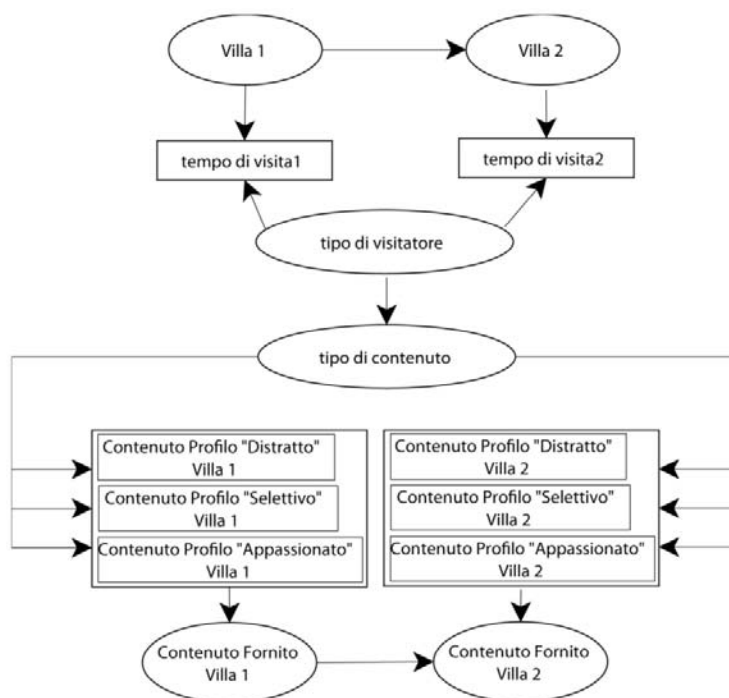 Villa 1
Villa 2
tempo di visita1
tempo di visita2
tipo di visitatore
tipo di contenuto
Contenuto Profilo "Distratto"
Villa 1
Contenuto Profilo "Selettivo"
Villa 1
Contenuto Profilo "Appassionato"
Villa 1
Contenuto Profilo "Distratto"
Villa 2
Contenuto Profilo "Selettivo"
Villa 2
Contenuto Profilo "Appassionato"
Villa 2
Contenuto Fornito
Villa 1
Contenuto Fornito
Villa 2